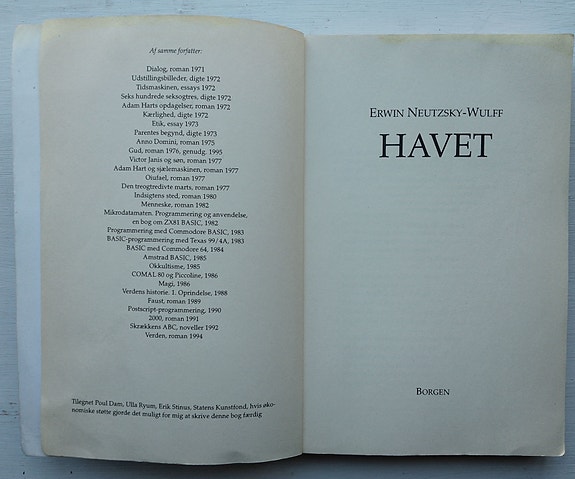 Af samme forfatter:
Dialog, roman 1971
Udstillingsbilleder, digte 1972
Tidsmaskinen, essays 1972
Seks hundrede seksogtres, digte 1972
Adam Harts opdagelser, roman 1972
Kærlighed, digte 1972
Etik, essay 1973
Parentes begynd, digte 1973
Anno Domini, roman 1975
Gud, roman 1976, genudg. 1995
Victor Janis og søn, roman 1977
Adam Hart og sjælemaskinen, roman 1977
Oiufael, roman 1977
Den treogtredivte marts, roman 1977
Indsigtens sted, roman 1980
Menneske, roman 1982
Mikrodatamaten. Programmering og anvendelse,
en bog om ZX81 BASIC, 1982
Programmering med Commodore BASIC, 1983
BASIC-programmering med Texas 99/4A, 1983
BASIC med Commodore 64, 1984
Amstrad BASIC, 1985
Okkultisme, 1985
COMAL 80 og Piccoline, 1986
Magi, 1986
Verdens historie. 1. Oprindelse, 1988
Faust, roman 1989
Postscript-programmering, 1990
2000, roman 1991
Skrækkens ABC, noveller 1992
Verden, roman 1994
Tilegnet Poul Dam, Ulla Ryum, Erik Stinus, Statens Kunstfond, hvis øko-
nomiske støtte gjorde det muligt for mig at skrive denne bog færdig
ERWIN NEUTZSKY-WULFF
HAVET
BORGEN